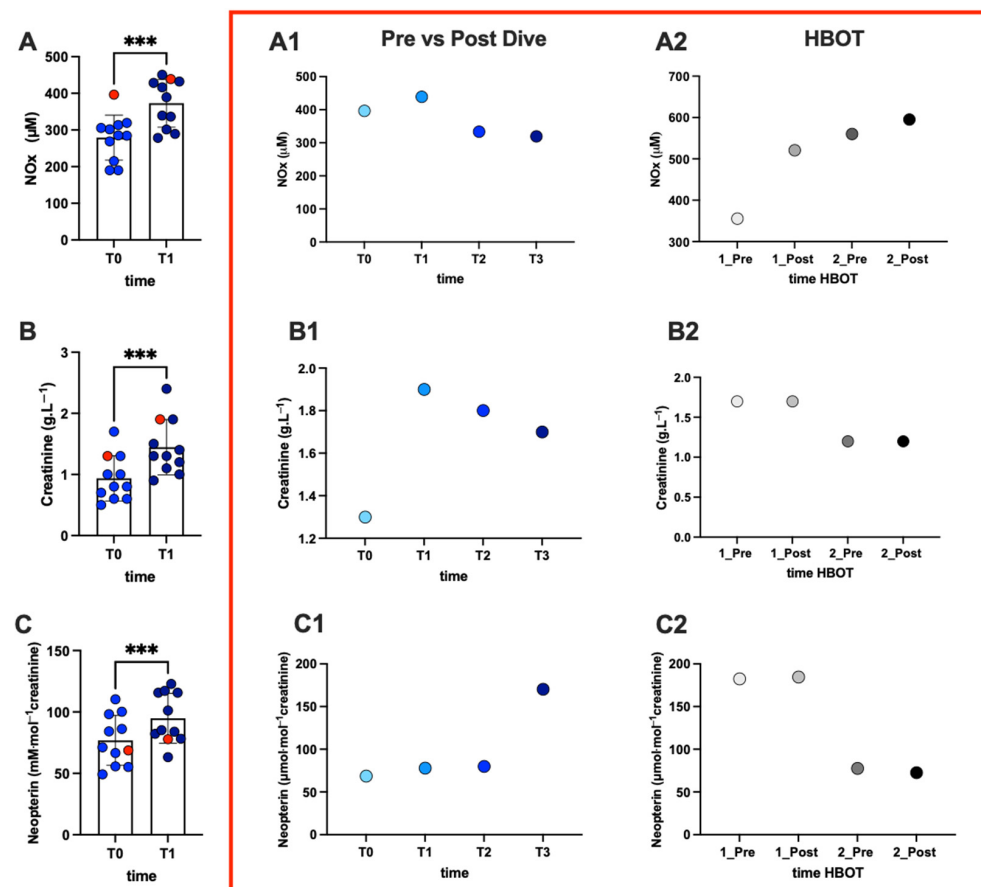 A
***
500
400
300
200
100
0
NOx (µM)
T0 T1
time
Pre vs Post Dive
A1
500
400
300
200
100
0
NOx (µM)
T0 T1 T2 T3
time
HBOT
A2
700
600
500
400
300
NOx (µM)
1_Pre 1_Post 2_Pre 2_Post
time HBOT
B
***
3
2
1
0
Creatinine (g.L⁻¹)
T0 T1
time
B1
2.0
1.8
1.6
1.4
1.2
Creatinine (g.L⁻¹)
T0 T1 T2 T3
time
B2
2.0
1.5
1.0
0.5
0.0
Creatinine (g.L⁻¹)
1_Pre 1_Post 2_Pre 2_Post
time HBOT
C
***
150
100
50
0
Neopterin (mM·mol⁻¹creatinine)
T0 T1
time
C1
200
150
100
50
0
Neopterin (µmol·mol⁻¹creatinine)
T0 T1 T2 T3
time
C2
200
150
100
50
0
Neopterin (µmol·mol⁻¹creatinine)
1_Pre 1_Post 2_Pre 2_Post
time HBOT